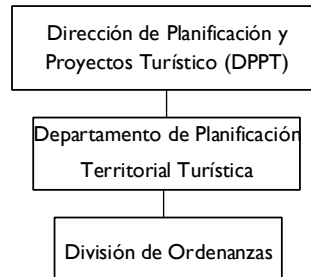 Dirección de Planificación y
Proyectos Turístico (DPPT)
Departamento de Planificación
Territorial Turística
División de Ordenanzas